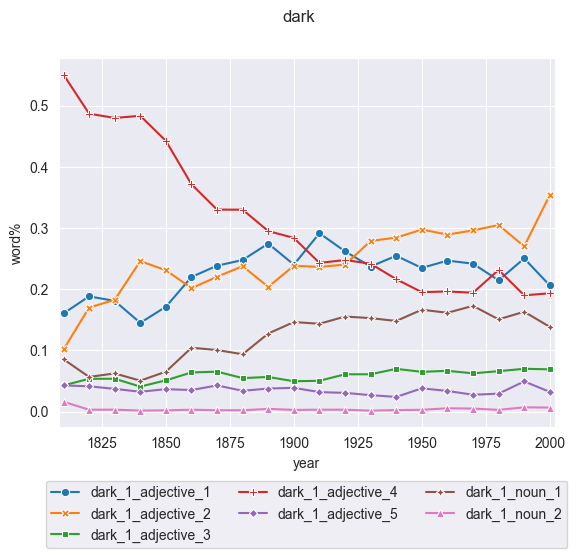 dark
0.5
0.4
0.3
0.2
0.1
0.0
word%
1825 1850 1875 1900 1925 1950 1975 2000
year
dark_1_adjective_1 dark_1_adjective_4 dark_1_noun_1
dark_1_adjective_2 dark_1_adjective_5 dark_1_noun_2
dark_1_adjective_3